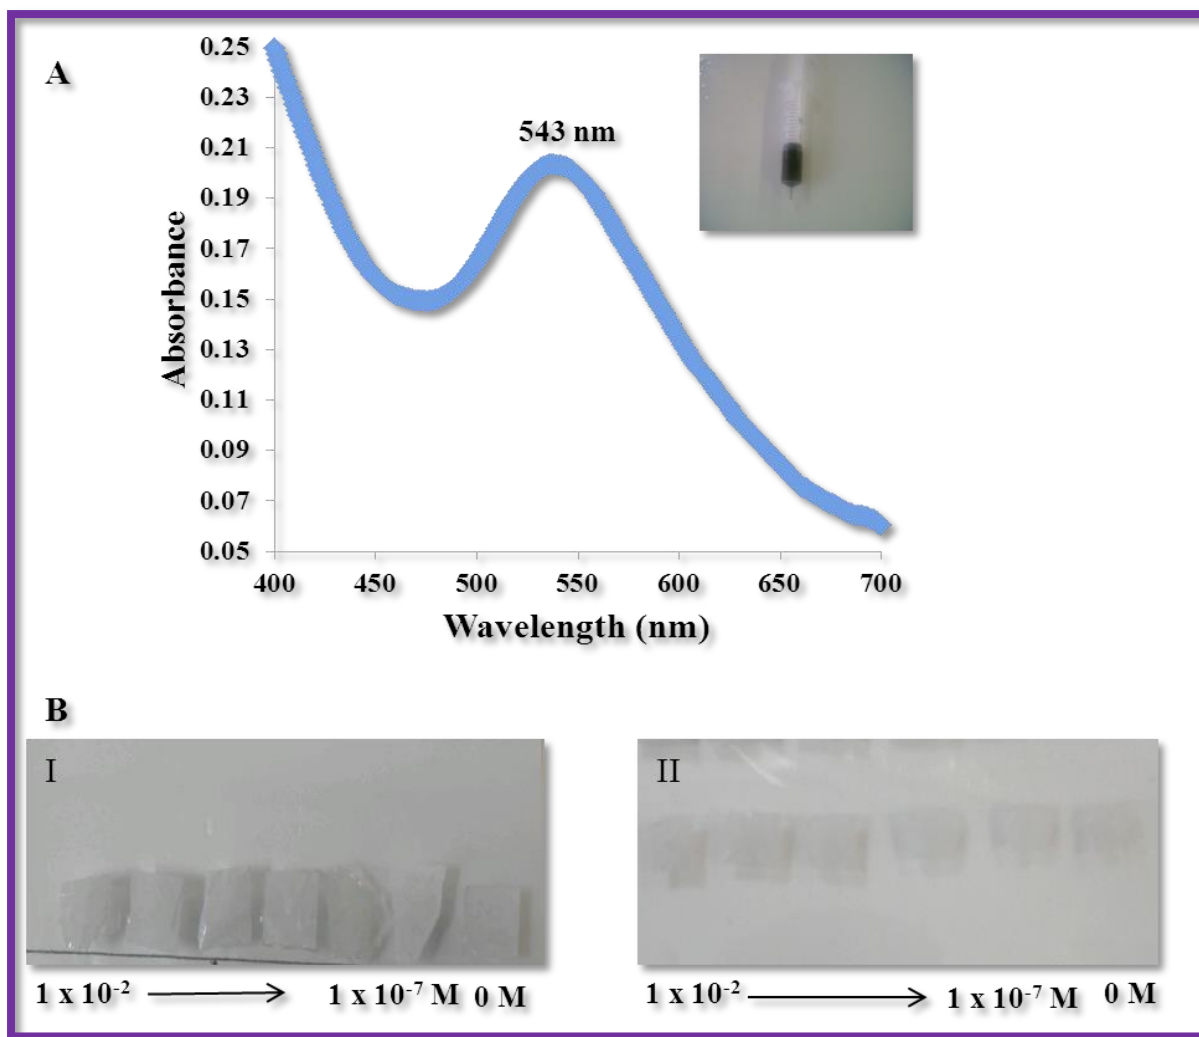 A
0.25
0.23
0.21
0.19
0.17
0.15
0.13
0.11
0.09
0.07
0.05
Absorbance
543 nm
400 450 500 550 600 650 700
Wavelength (nm)
B
I
II
1 x 10⁻² 1 x 10⁻⁷ M 0 M
1 x 10⁻² 1 x 10⁻⁷ M 0 M